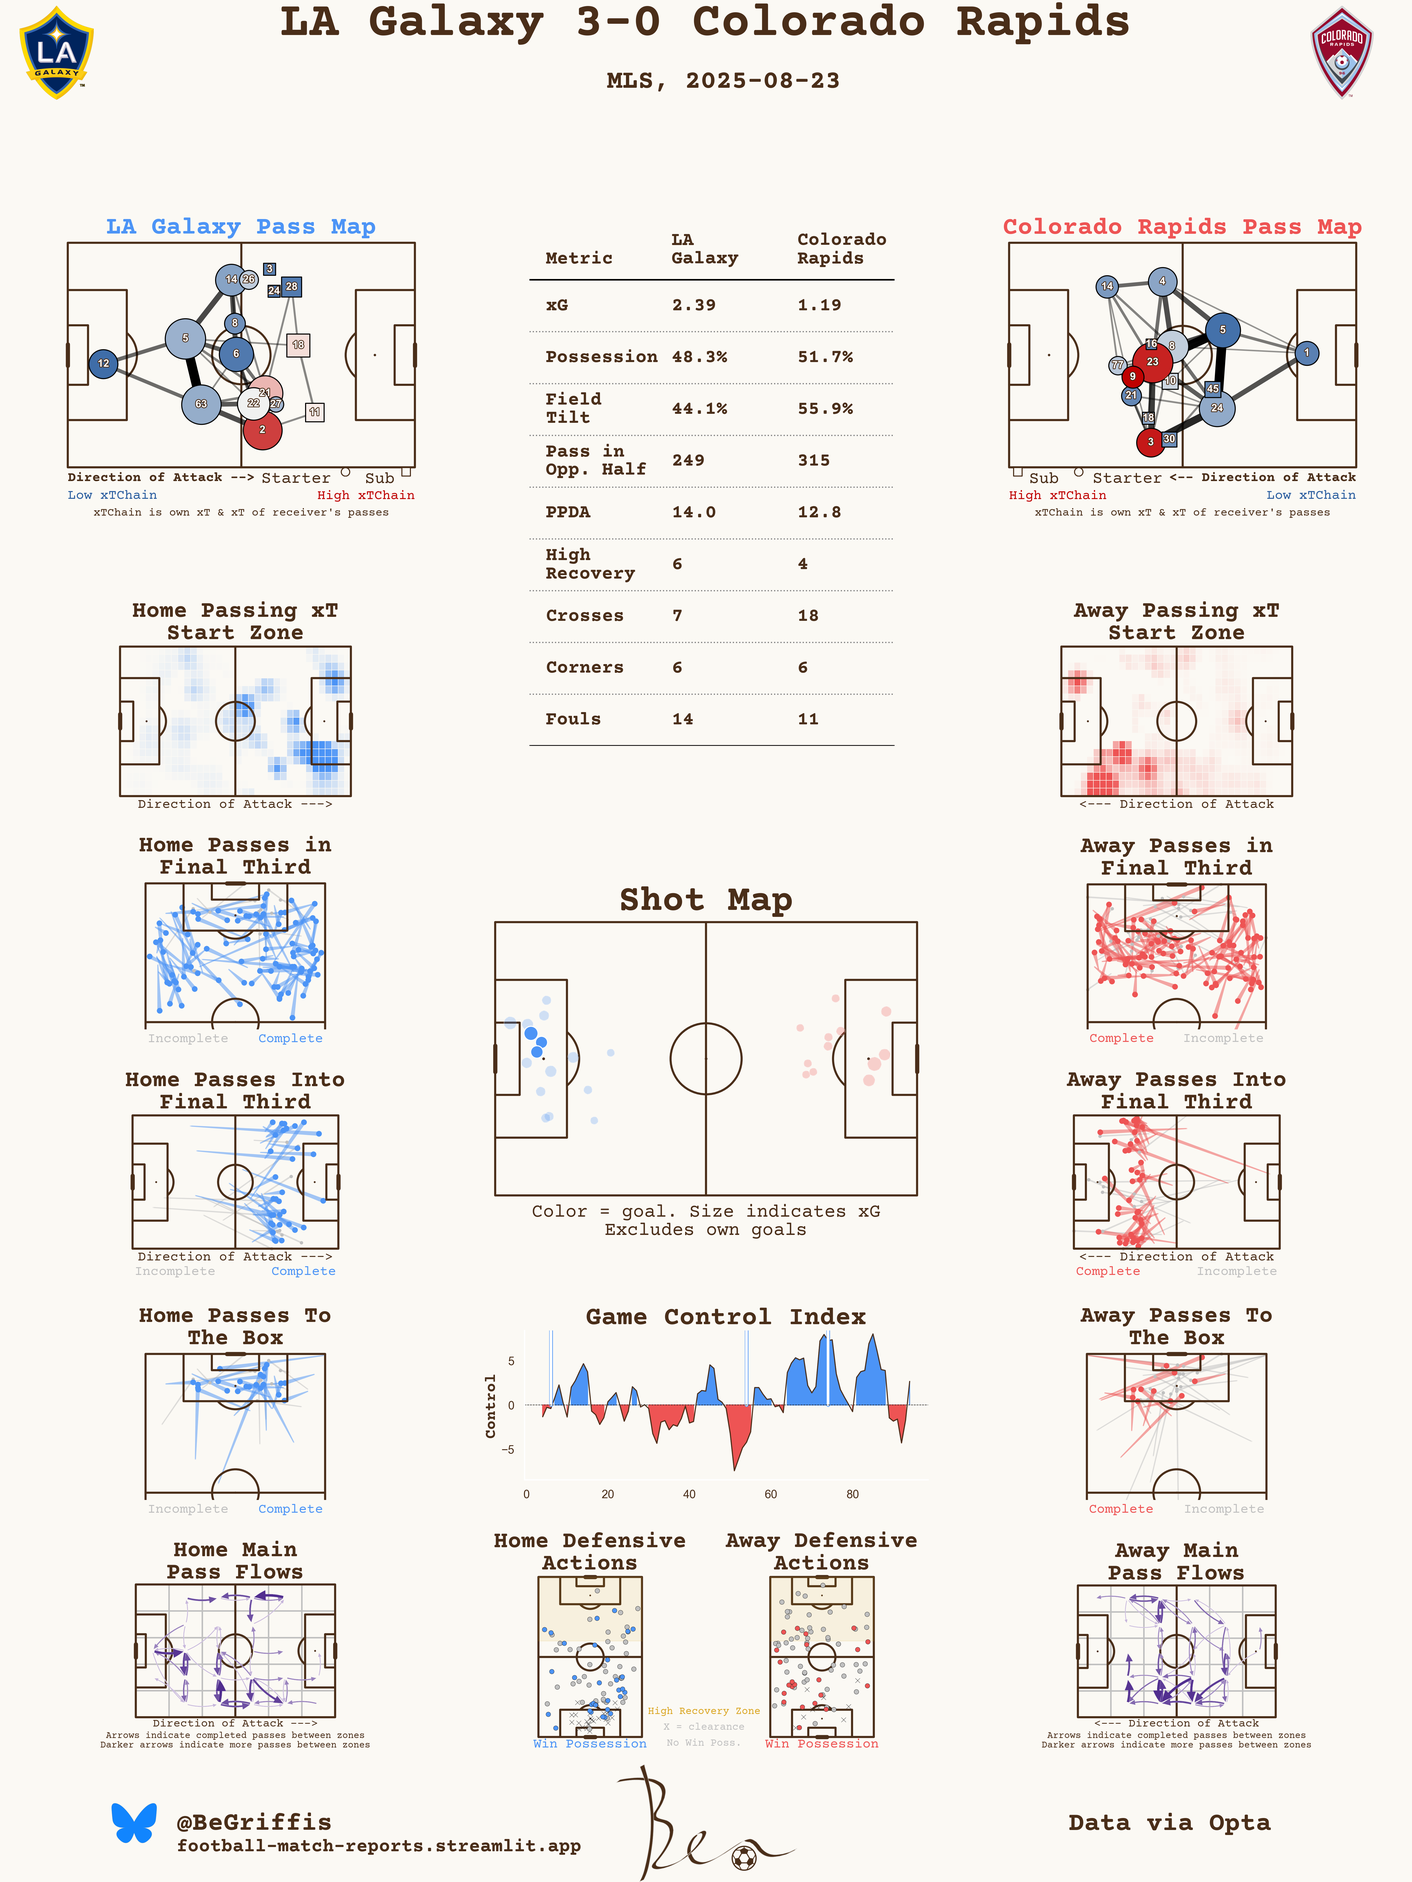 LA Galaxy 3-0 Colorado Rapids
MLS, 2025-08-23
LA
GALAXY
TM
COLORADO
RAPIDS
LA Galaxy Pass Map
14
26
3
24
28
8
5
6
18
12
21
63
22
27
11
2
Direction of Attack --> Starter Sub
Low xTChain High xTChain
xTChain is own xT & xT of receiver's passes
Metric LA Galaxy Colorado Rapids
xG 2.39 1.19
Possession 48.3% 51.7%
Field Tilt 44.1% 55.9%
Pass in Opp. Half 249 315
PPDA 14.0 12.8
High Recovery 6 4
Crosses 7 18
Corners 6 6
Fouls 14 11
Colorado Rapids Pass Map
14
4
5
16
8
1
77
23
9
10
21
45
24
18
3
30
Sub Starter <-- Direction of Attack
High xTChain Low xTChain
xTChain is own xT & xT of receiver's passes
Home Passing xT
Start Zone
Direction of Attack --->
Away Passing xT
Start Zone
<--- Direction of Attack
Home Passes in
Final Third
Incomplete Complete
Away Passes in
Final Third
Complete Incomplete
Shot Map
Color = goal. Size indicates xG
Excludes own goals
Home Passes Into
Final Third
Direction of Attack --->
Incomplete Complete
Away Passes Into
Final Third
<--- Direction of Attack
Complete Incomplete
Home Passes To
The Box
Incomplete Complete
Game Control Index
Control
5
0
−5
0 20 40 60 80
Away Passes To
The Box
Complete Incomplete
Home Main
Pass Flows
Direction of Attack --->
Arrows indicate completed passes between zones
Darker arrows indicate more passes between zones
Home Defensive
Actions
Win Possession
High Recovery Zone
X = clearance
No Win Poss.
Away Defensive
Actions
Win Possession
Away Main
Pass Flows
<--- Direction of Attack
Arrows indicate completed passes between zones
Darker arrows indicate more passes between zones
@BeGriffis
football-match-reports.streamlit.app
Ben
Data via Opta